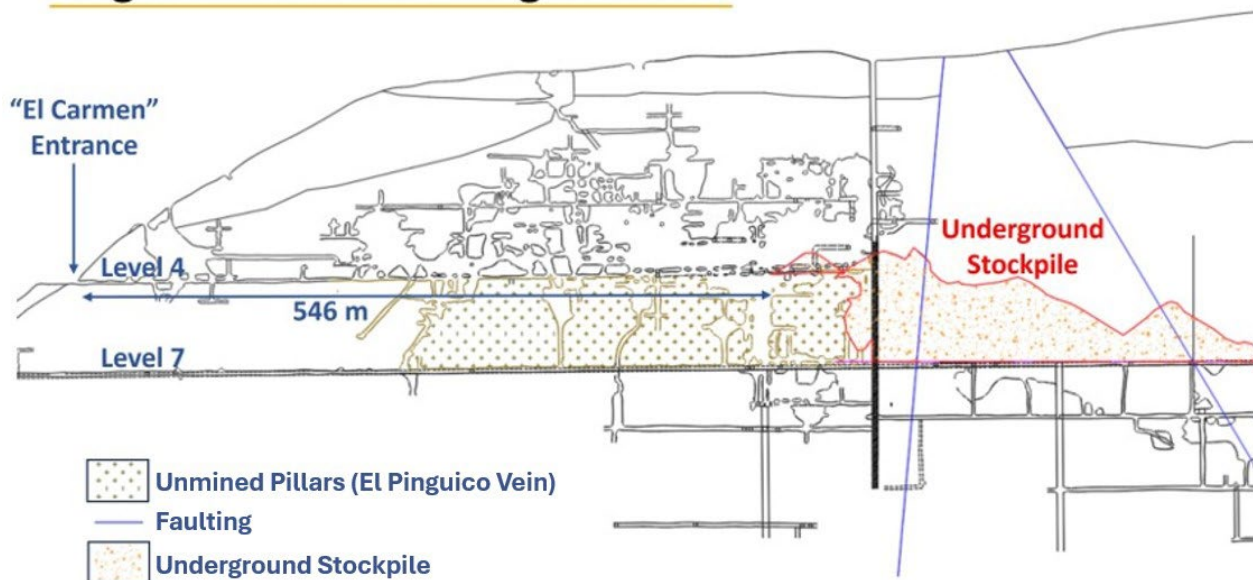 "El Carmen"
Entrance
Level 4
546 m
Level 7
Underground
Stockpile
Unmined Pillars (El Pinguico Vein)
Faulting
Underground Stockpile